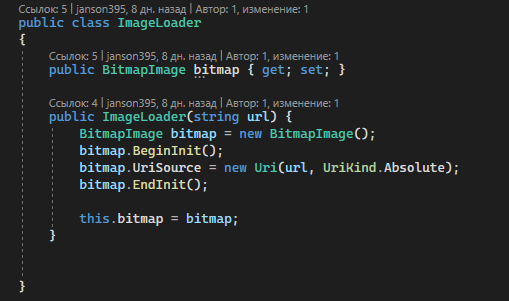 Ссылок: 5 | janson395, 8 дн. назад | Автор: 1, изменение: 1
public class ImageLoader
{
Ссылок: 5 | janson395, 8 дн. назад | Автор: 1, изменение: 1
public BitmapImage bitmap { get; set; }
Ссылок: 4 | janson395, 8 дн. назад | Автор: 1, изменение: 1
public ImageLoader(string url) {
BitmapImage bitmap = new BitmapImage();
bitmap.BeginInit();
bitmap.UriSource = new Uri(url, UriKind.Absolute);
bitmap.EndInit();
this.bitmap = bitmap;
}
}